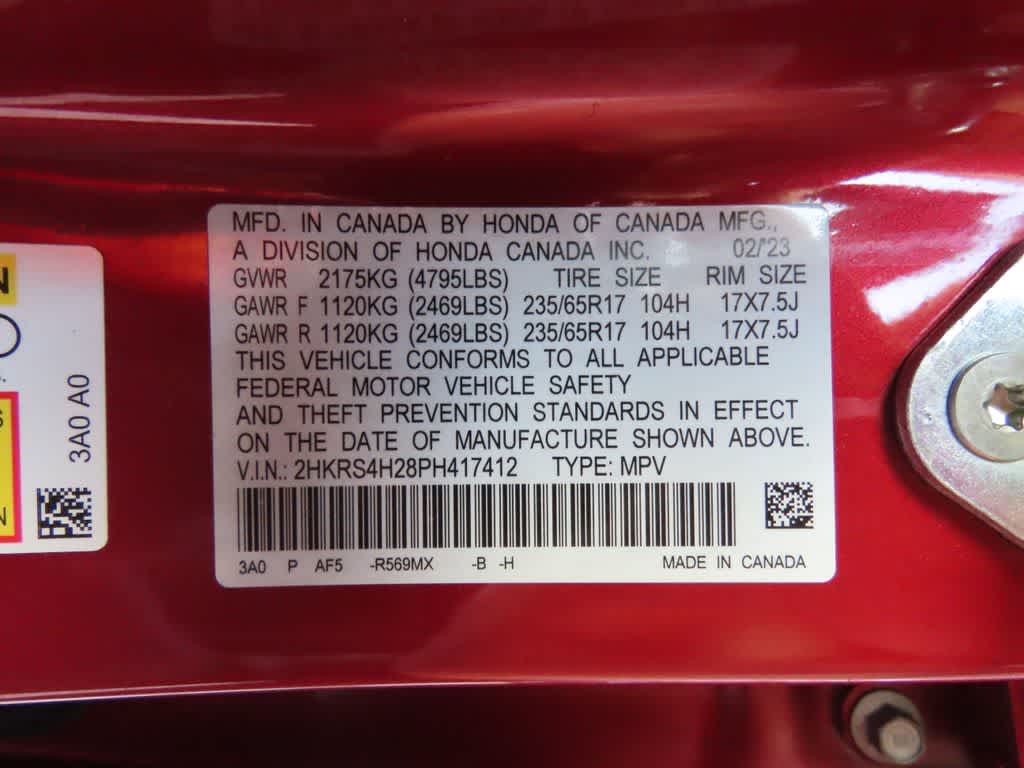 MFD. IN CANADA BY HONDA OF CANADA MFG.,
A DIVISION OF HONDA CANADA INC. 02/'23
GVWR 2175KG (4795LBS) TIRE SIZE RIM SIZE
GAWR F 1120KG (2469LBS) 235/65R17 104H 17X7.5J
GAWR R 1120KG (2469LBS) 235/65R17 104H 17X7.5J
THIS VEHICLE CONFORMS TO ALL APPLICABLE
FEDERAL MOTOR VEHICLE SAFETY
AND THEFT PREVENTION STANDARDS IN EFFECT
ON THE DATE OF MANUFACTURE SHOWN ABOVE.
V.I.N.: 2HKRS4H28PH417412 TYPE: MPV
3A0 P AF5 -R569MX -B -H MADE IN CANADA
3A0 A0